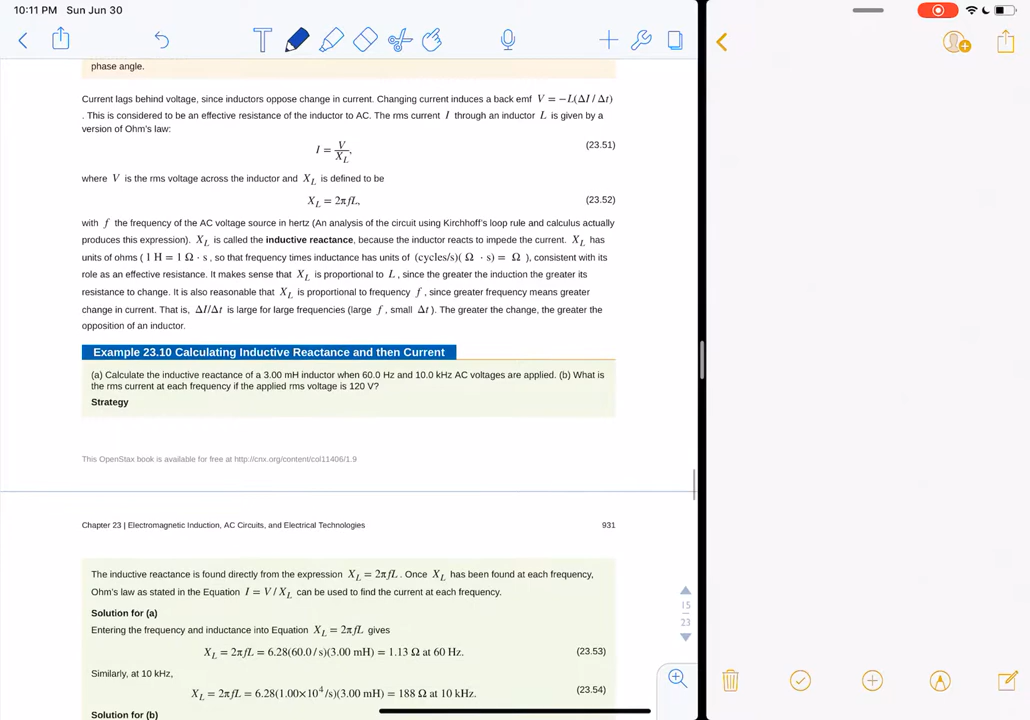 10:11 PM Sun Jun 30
phase angle.
Current lags behind voltage, since inductors oppose change in current. Changing current induces a back emf V = −L(ΔI / Δt)
. This is considered to be an effective resistance of the inductor to AC. The rms current I through an inductor L is given by a
version of Ohm's law:
I = V/X_L, (23.51)
where V is the rms voltage across the inductor and X_L is defined to be
X_L = 2πfL, (23.52)
with f the frequency of the AC voltage source in hertz (An analysis of the circuit using Kirchhoff's loop rule and calculus actually
produces this expression). X_L is called the inductive reactance, because the inductor reacts to impede the current. X_L has
units of ohms ( 1 H = 1 Ω · s , so that frequency times inductance has units of (cycles/s)( Ω · s) = Ω ), consistent with its
role as an effective resistance. It makes sense that X_L is proportional to L , since the greater the induction the greater its
resistance to change. It is also reasonable that X_L is proportional to frequency f , since greater frequency means greater
change in current. That is, ΔI/Δt is large for large frequencies (large f , small Δt ). The greater the change, the greater the
opposition of an inductor.
Example 23.10 Calculating Inductive Reactance and then Current
(a) Calculate the inductive reactance of a 3.00 mH inductor when 60.0 Hz and 10.0 kHz AC voltages are applied. (b) What is
the rms current at each frequency if the applied rms voltage is 120 V?
Strategy
This OpenStax book is available for free at http://cnx.org/content/col11406/1.9
Chapter 23 | Electromagnetic Induction, AC Circuits, and Electrical Technologies 931
The inductive reactance is found directly from the expression X_L = 2πfL . Once X_L has been found at each frequency,
Ohm's law as stated in the Equation I = V / X_L can be used to find the current at each frequency.
Solution for (a)
Entering the frequency and inductance into Equation X_L = 2πfL gives
X_L = 2πfL = 6.28(60.0 / s)(3.00 mH) = 1.13 Ω at 60 Hz. (23.53)
Similarly, at 10 kHz,
X_L = 2πfL = 6.28(1.00×10⁴ /s)(3.00 mH) = 188 Ω at 10 kHz. (23.54)
Solution for (b)
15
23